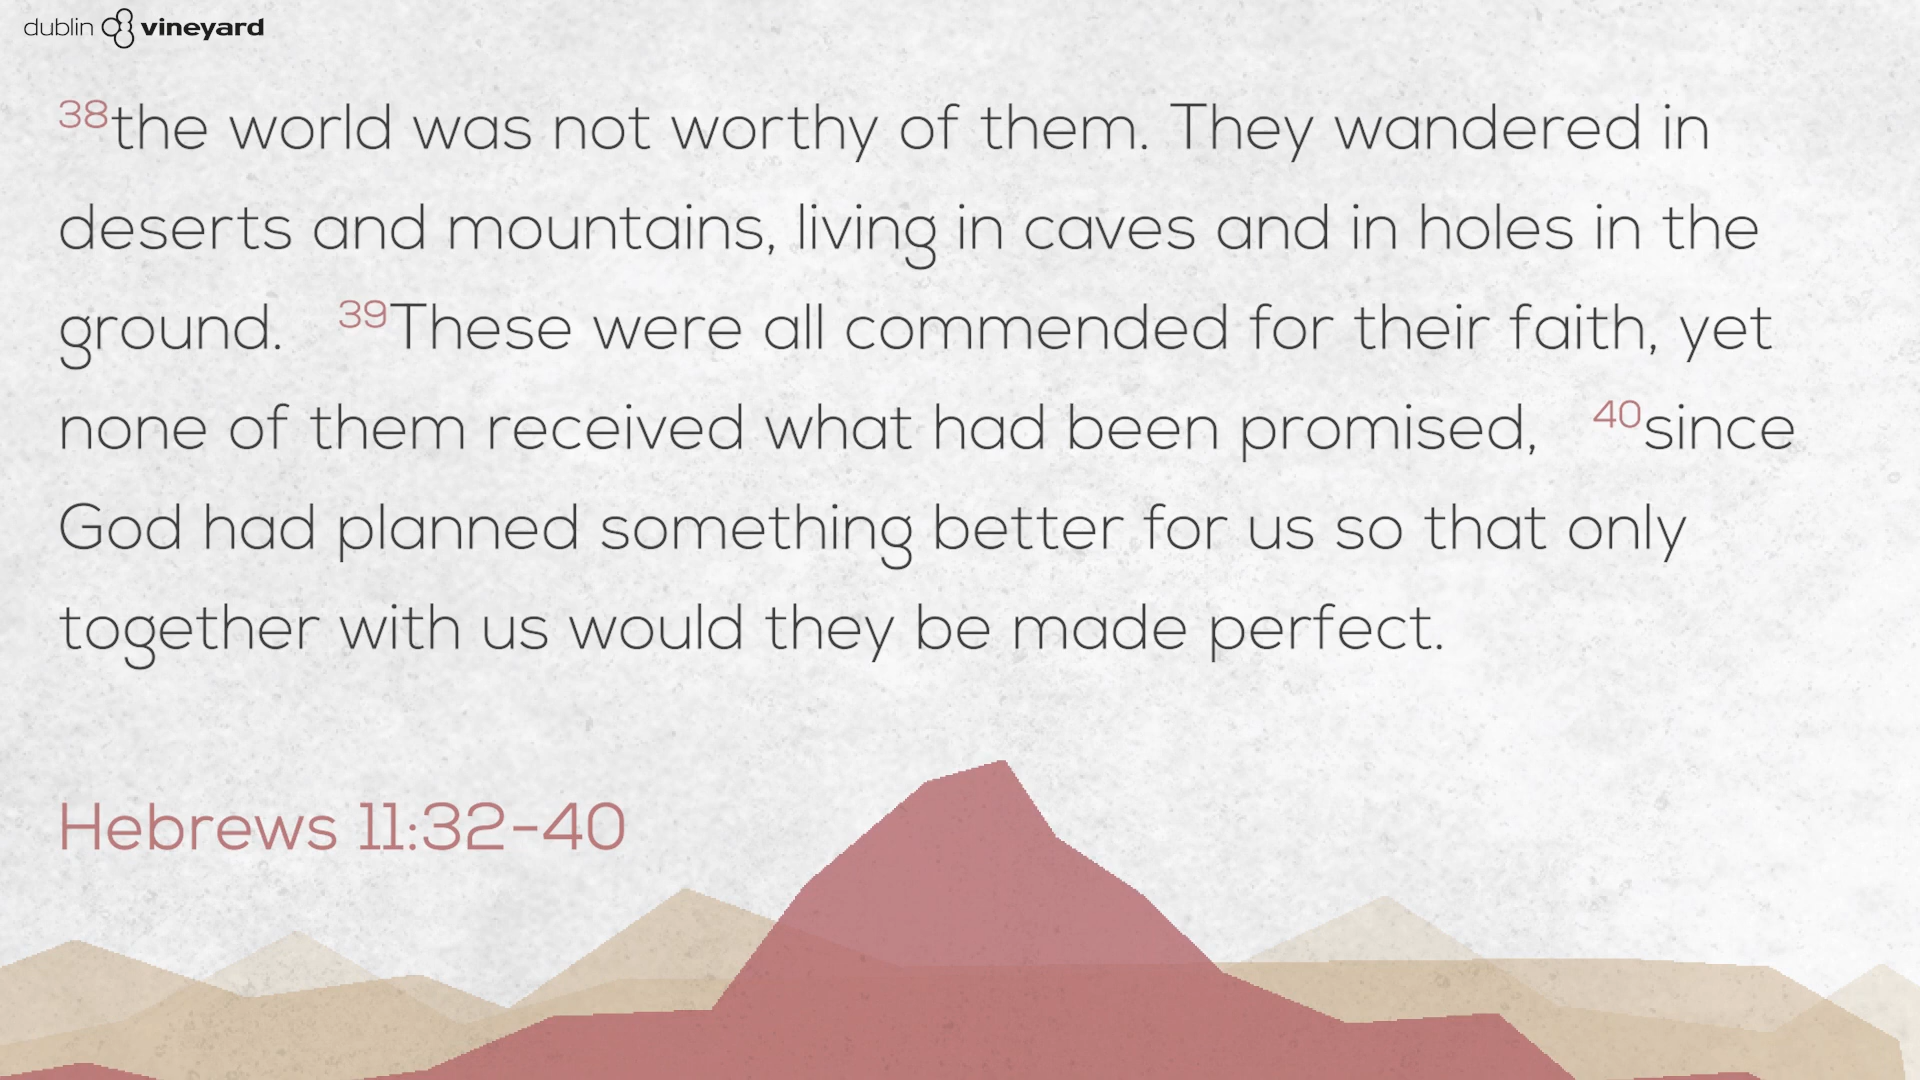 dublin vineyard
38the world was not worthy of them. They wandered in
deserts and mountains, living in caves and in holes in the
ground. 39These were all commended for their faith, yet
none of them received what had been promised, 40since
God had planned something better for us so that only
together with us would they be made perfect.
Hebrews 11:32-40